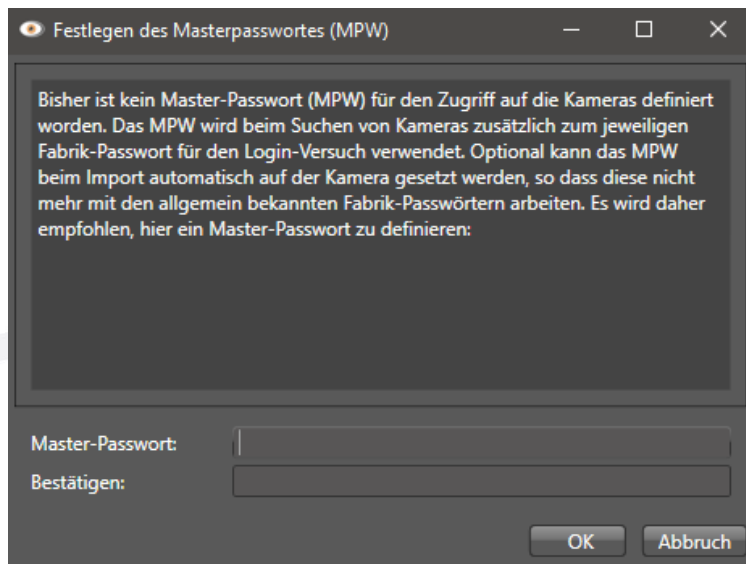 Festlegen des Masterpasswortes (MPW)
Bisher ist kein Master-Passwort (MPW) für den Zugriff auf die Kameras definiert
worden. Das MPW wird beim Suchen von Kameras zusätzlich zum jeweiligen
Fabrik-Passwort für den Login-Versuch verwendet. Optional kann das MPW
beim Import automatisch auf der Kamera gesetzt werden, so dass diese nicht
mehr mit den allgemein bekannten Fabrik-Passwörtern arbeiten. Es wird daher
empfohlen, hier ein Master-Passwort zu definieren:
Master-Passwort:
Bestätigen:
OK Abbruch